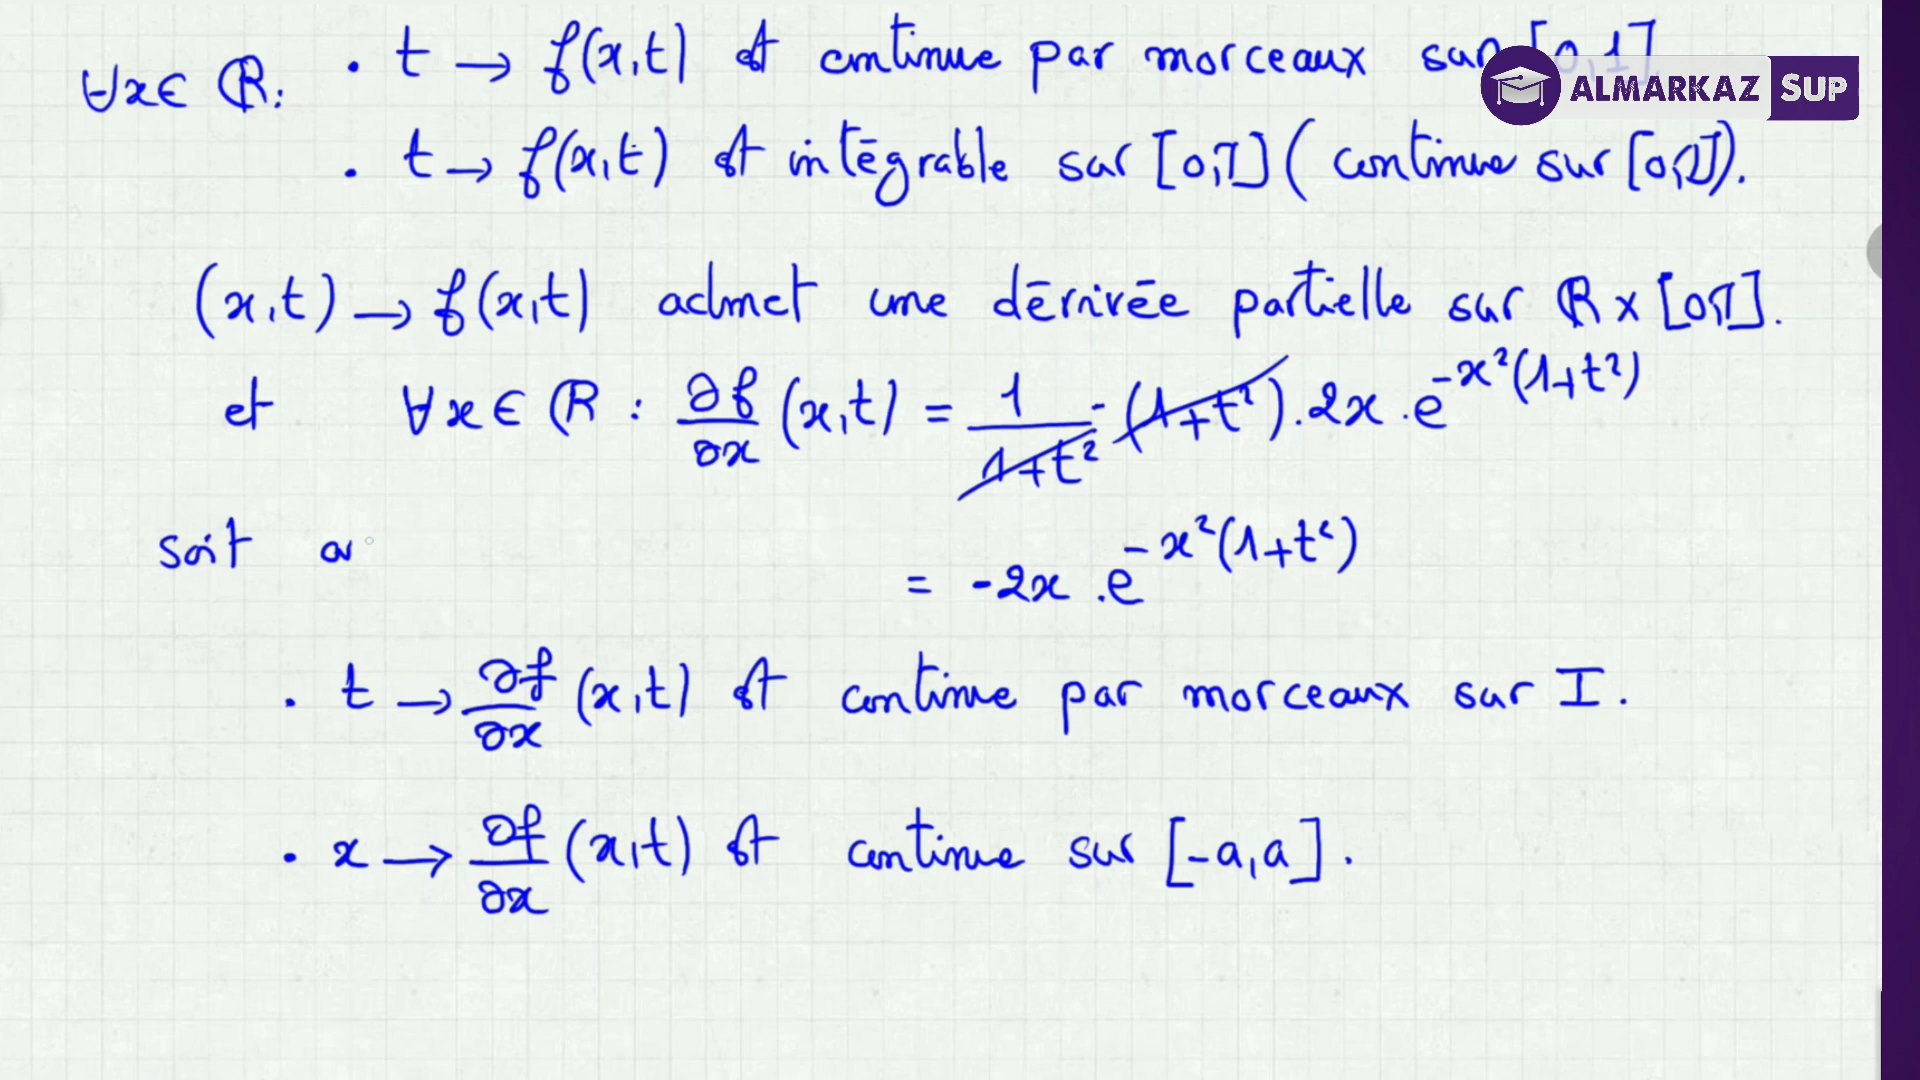 ∀x∈ ℝ: . t → f(x,t) est continue par morceaux sur [0,1]
ALMARKAZ SUP
. t → f(x,t) est intégrable sur [0,1] ( continue sur [0,1]).
(x,t) → f(x,t) admet une dérivée partielle sur ℝ x [0,1].
et ∀x∈ ℝ : ∂f/∂x (x,t) = 1/(1+t²) · -(1+t²).2x.e^{-x²(1+t²)}
soit a
= -2x .e^{-x²(1+t²)}
. t → ∂f/∂x (x,t) est continue par morceaux sur I.
. x → ∂f/∂x (x,t) est continue sur [-a,a].